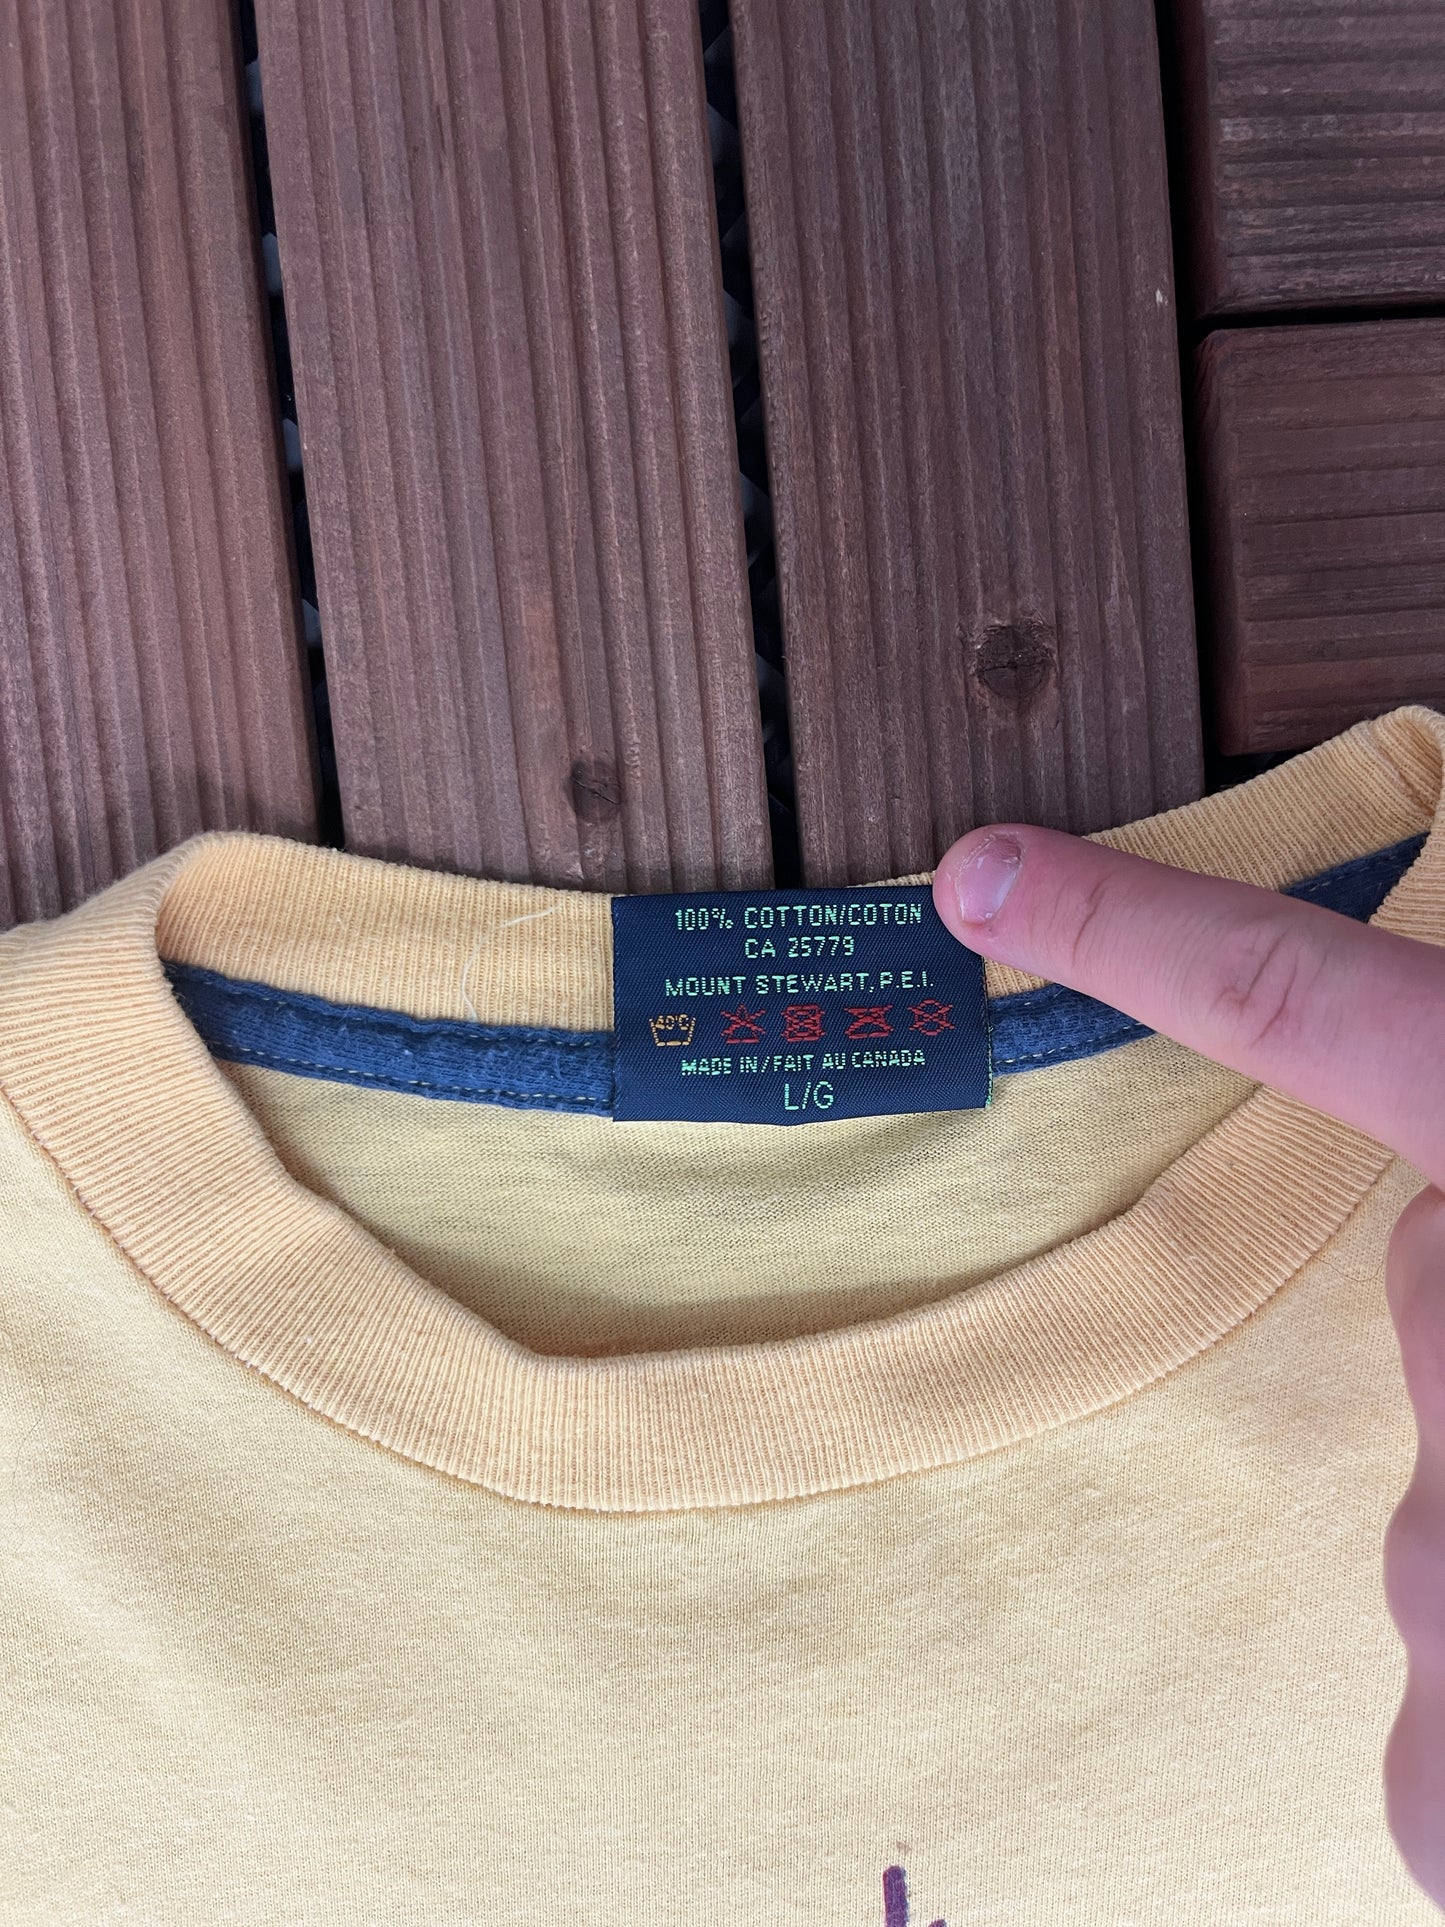 100% COTTON/COTON
CA 25779
MOUNT STEWART, P.E.I.
40°C
MADE IN/FAIT AU CANADA
L/G